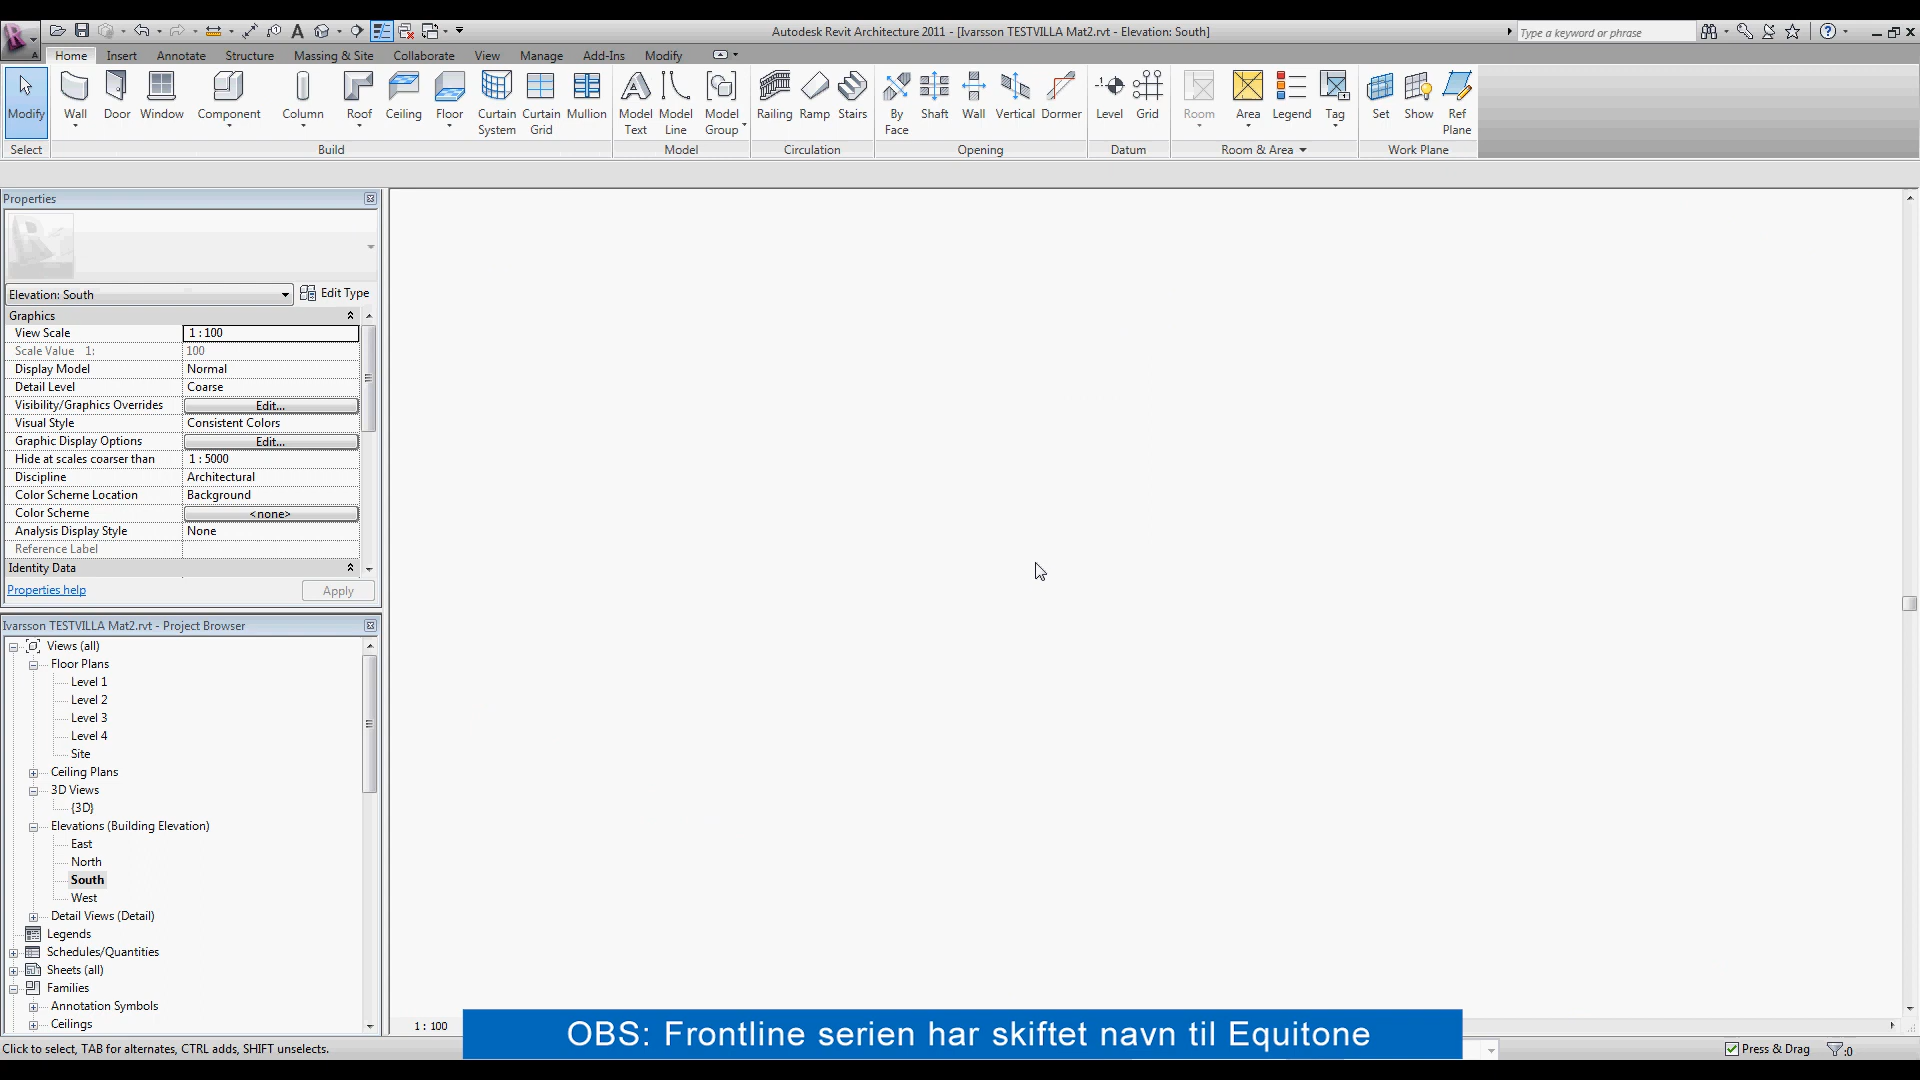 Autodesk Revit Architecture 2011 - [Ivarsson TESTVILLA Mat2.rvt - Elevation: South]
Type a keyword or phrase
Home Insert Annotate Structure Massing & Site Collaborate View Manage Add-Ins Modify
Modify Wall Door Window Component Column Roof Ceiling Floor Curtain System Curtain Grid Mullion Model Text Model Line Model Group Railing Ramp Stairs By Face Shaft Wall Vertical Dormer Level Grid Room Area Legend Tag Set Show Ref Plane
Select Build Model Circulation Opening Datum Room & Area Work Plane
Properties
Elevation: South Edit Type
Graphics
View Scale 1 : 100
Scale Value 1: 100
Display Model Normal
Detail Level Coarse
Visibility/Graphics Overrides Edit...
Visual Style Consistent Colors
Graphic Display Options Edit...
Hide at scales coarser than 1 : 5000
Discipline Architectural
Color Scheme Location Background
Color Scheme <none>
Analysis Display Style None
Reference Label
Identity Data
Properties help Apply
Ivarsson TESTVILLA Mat2.rvt - Project Browser
Views (all)
Floor Plans
Level 1
Level 2
Level 3
Level 4
Site
Ceiling Plans
3D Views
{3D}
Elevations (Building Elevation)
East
North
South
West
Detail Views (Detail)
Legends
Schedules/Quantities
Sheets (all)
Families
Annotation Symbols
Ceilings
1 : 100
OBS: Frontline serien har skiftet navn til Equitone
Click to select, TAB for alternates, CTRL adds, SHIFT unselects.
Press & Drag :0